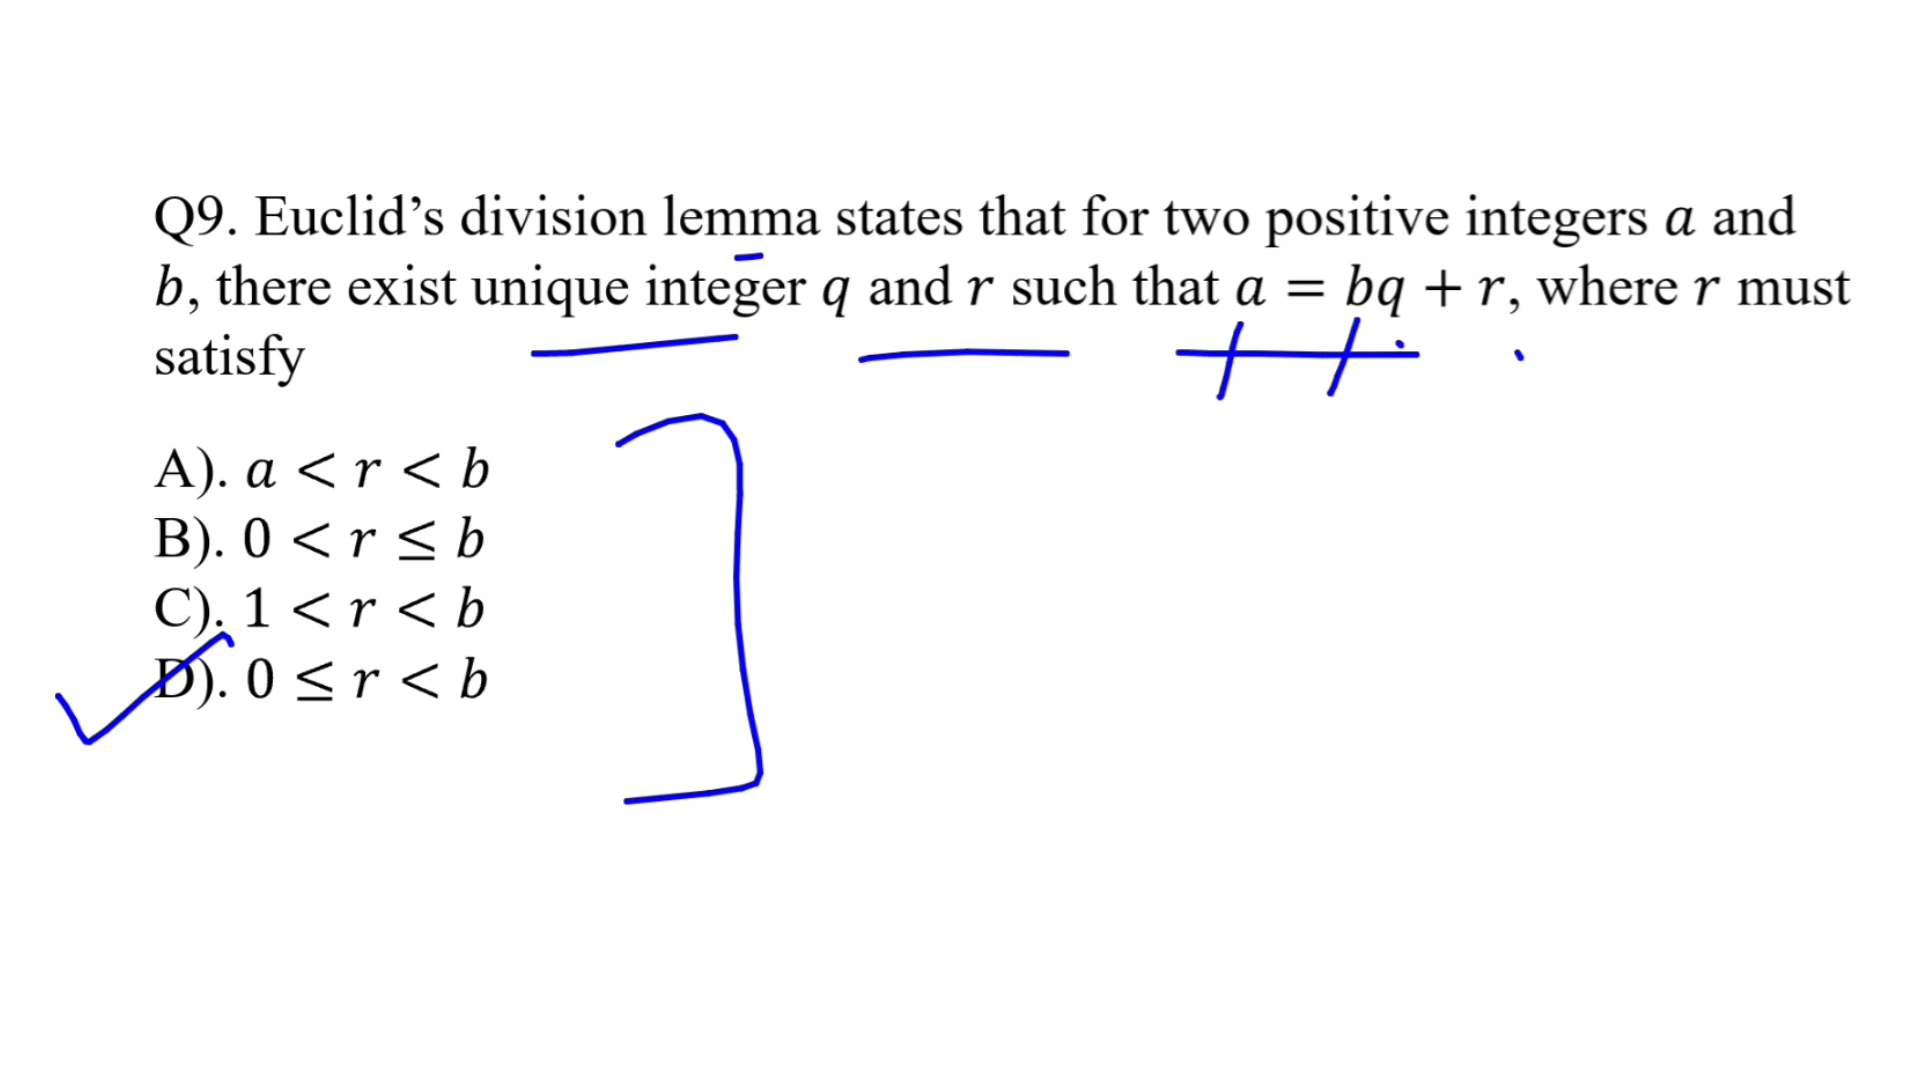 Q9. Euclid’s division lemma states that for two positive integers a and
b, there exist unique integer q and r such that a = bq + r, where r must
satisfy
A). a < r < b
B). 0 < r ≤ b
C). 1 < r < b
D). 0 ≤ r < b